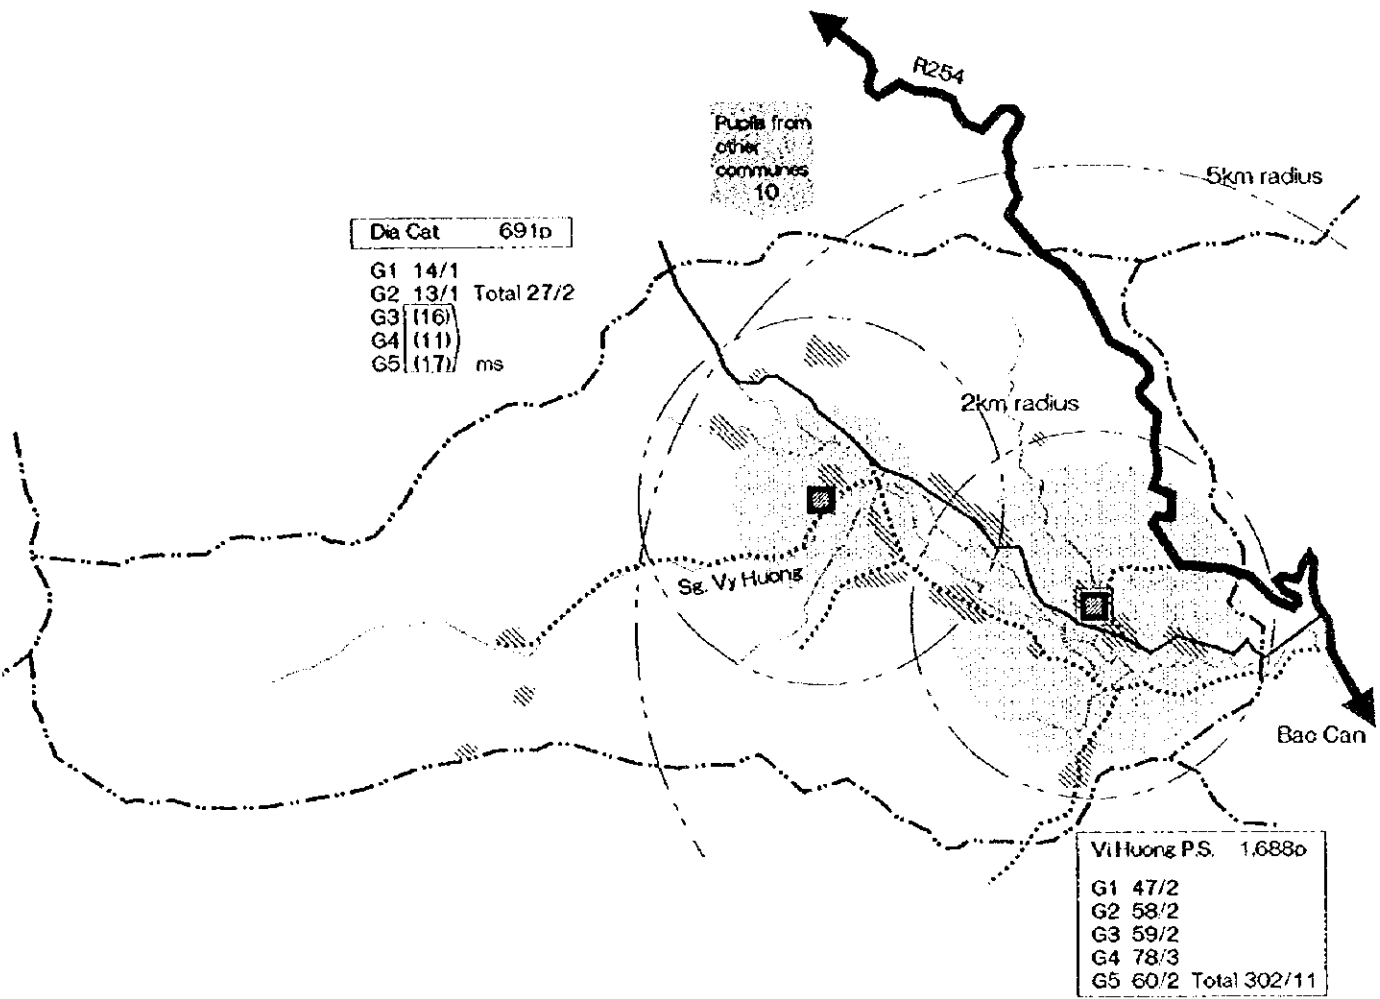 R254
Pupils from
other
communes
10
5km radius
Dia Cat 691p
G1 14/1
G2 13/1 Total 27/2
G3 (16)
G4 (11)
G5 (17) ms
2km radius
Sg. Vy Huong
Bac Can
Vi Huong P.S. 1,688p
G1 47/2
G2 58/2
G3 59/2
G4 78/3
G5 60/2 Total 302/11